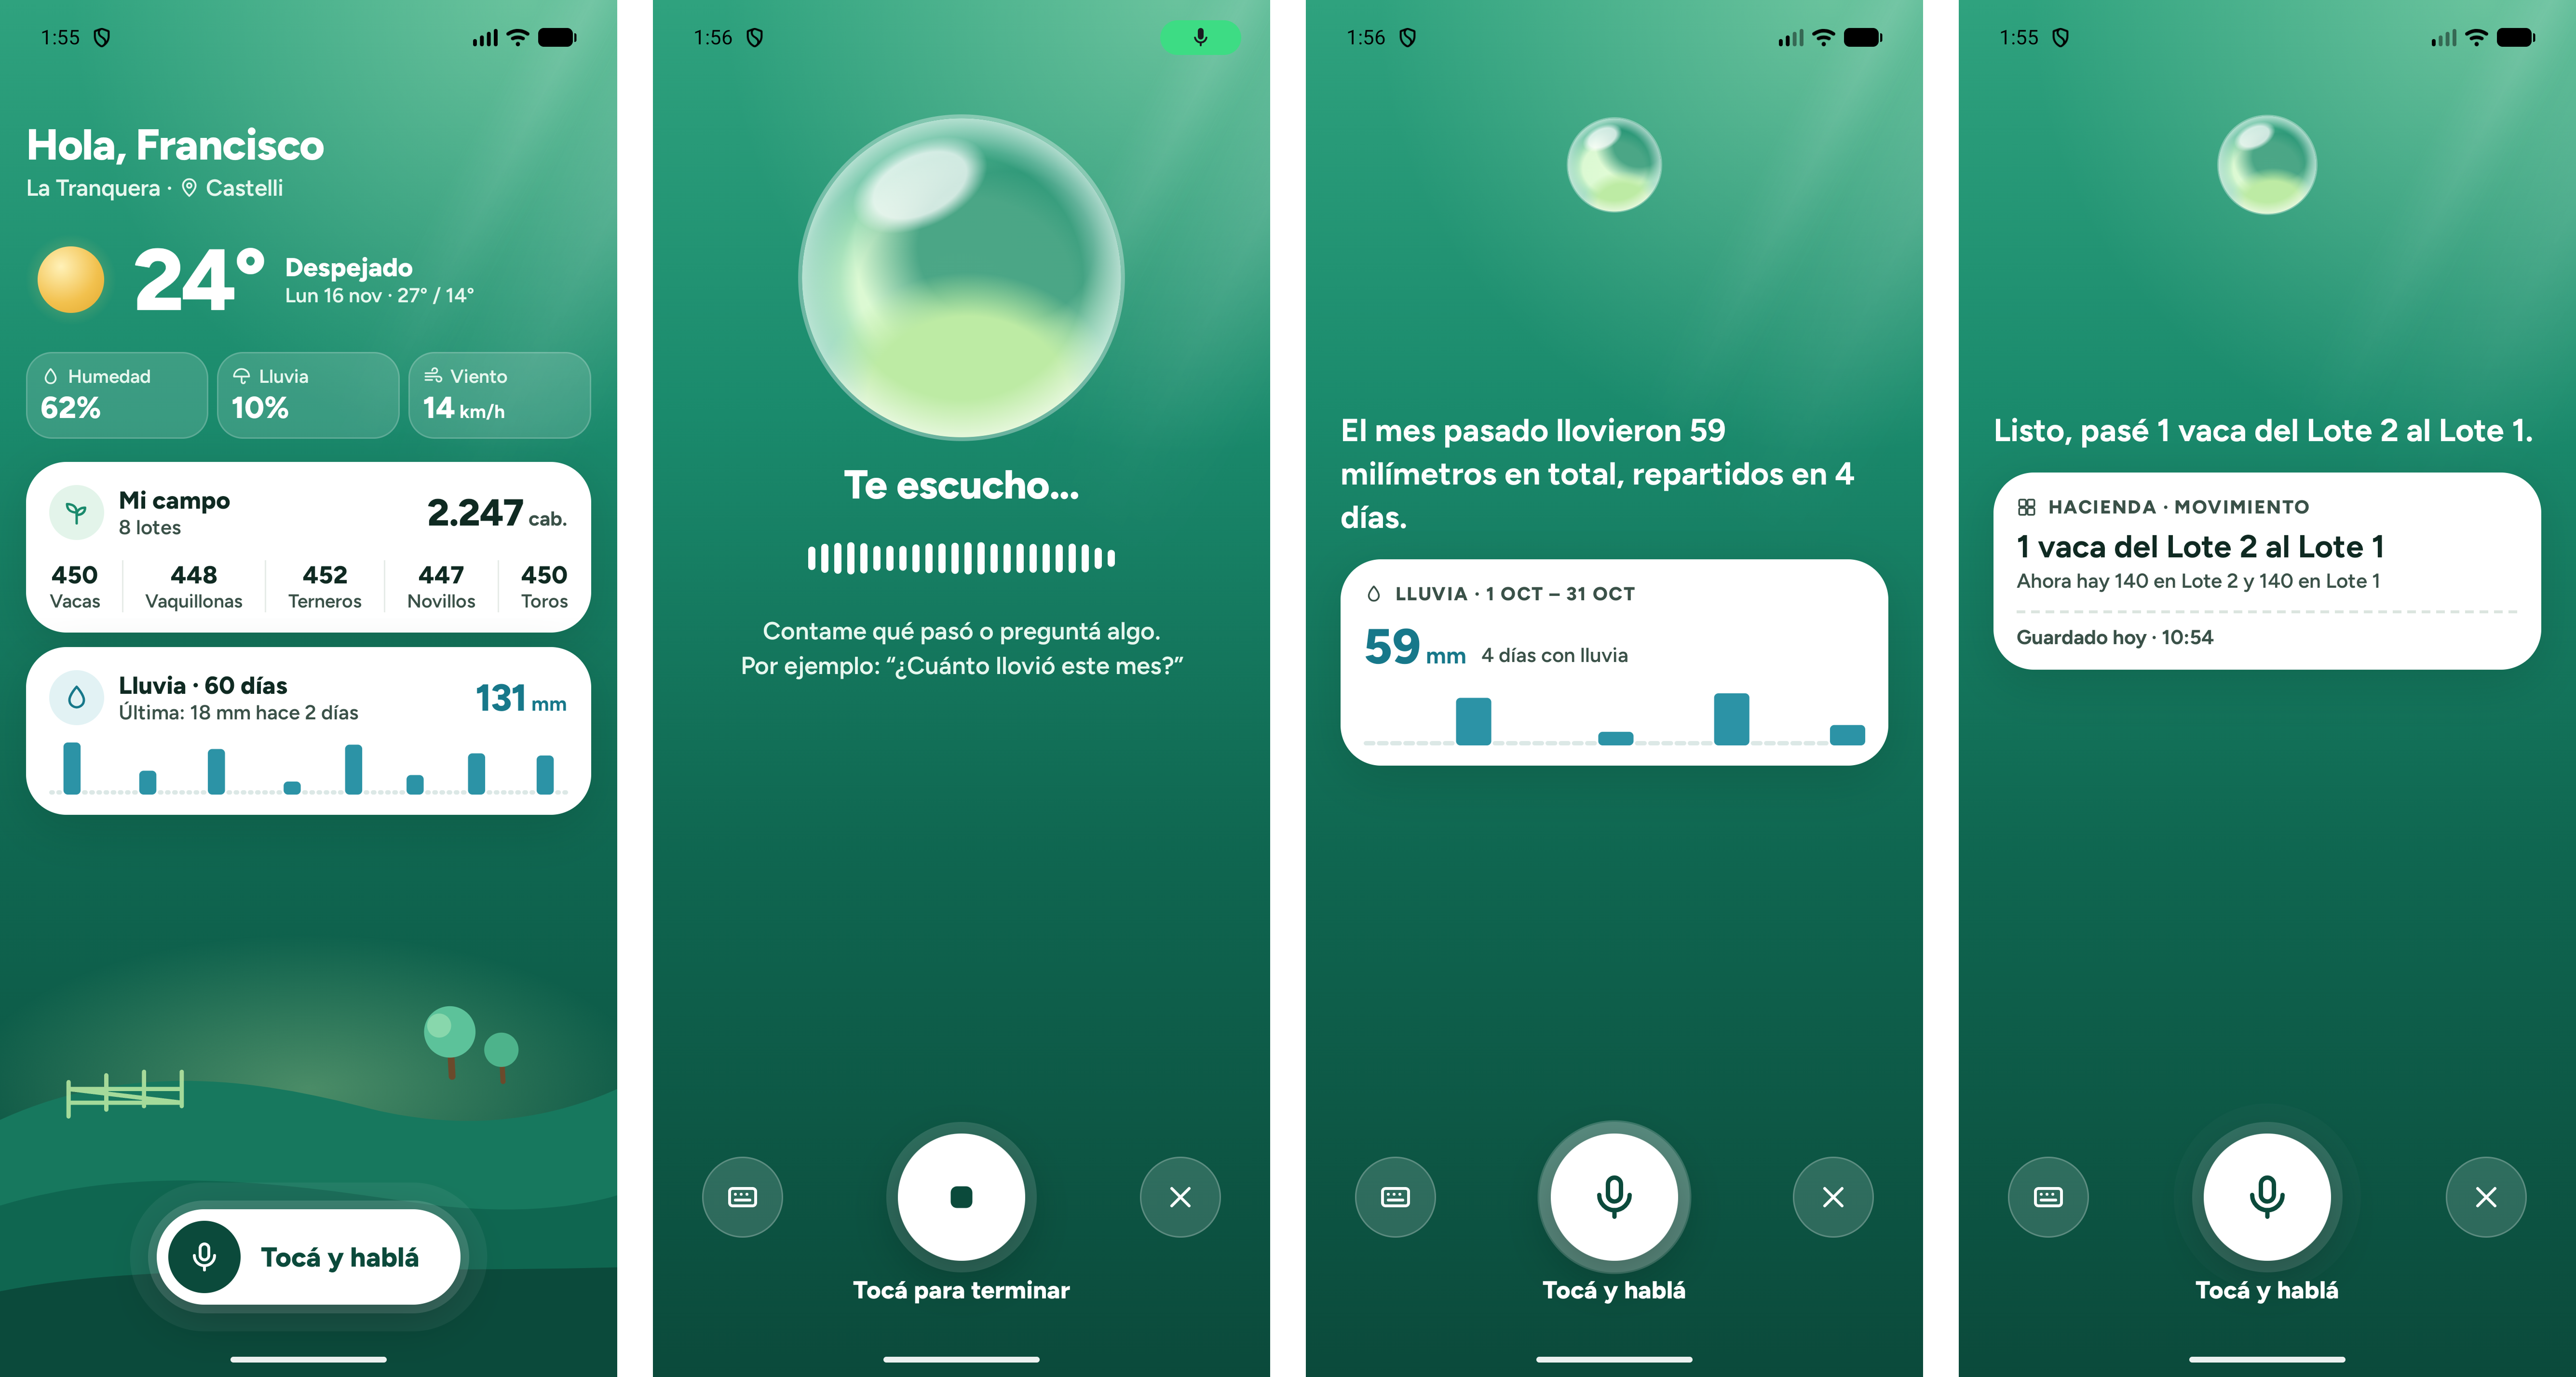 1:55
Hola, Francisco
La Tranquera · Castelli
24°
Despejado
Lun 16 nov · 27° / 14°
Humedad
62%
Lluvia
10%
Viento
14 km/h
Mi campo
8 lotes
2.247 cab.
450
Vacas
448
Vaquillonas
452
Terneros
447
Novillos
450
Toros
Lluvia · 60 días
Última: 18 mm hace 2 días
131 mm
Tocá y hablá
1:56
Te escucho...
Contame qué pasó o preguntá algo.
Por ejemplo: “¿Cuánto llovió este mes?”
Tocá para terminar
1:56
El mes pasado llovieron 59
milímetros en total, repartidos en 4
días.
LLUVIA · 1 OCT – 31 OCT
59 mm 4 días con lluvia
Tocá y hablá
1:55
Listo, pasé 1 vaca del Lote 2 al Lote 1.
HACIENDA · MOVIMIENTO
1 vaca del Lote 2 al Lote 1
Ahora hay 140 en Lote 2 y 140 en Lote 1
Guardado hoy · 10:54
Tocá y hablá